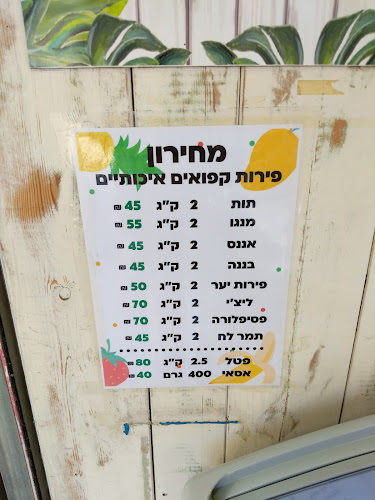 מחירון
פירות קפואים איכותיים
תות 2 ק"ג 45 ₪
מנגו 2 ק"ג 55 ₪
אננס 2 ק"ג 45 ₪
בננה 2 ק"ג 45 ₪
פירות יער 2 ק"ג 50 ₪
ליצ'י 2 ק"ג 70 ₪
פסיפלורה 2 ק"ג 70 ₪
תמר לח 2 ק"ג 45 ₪
פטל 2.5 ק"ג 80 ₪
אסאי 400 גרם 40 ₪